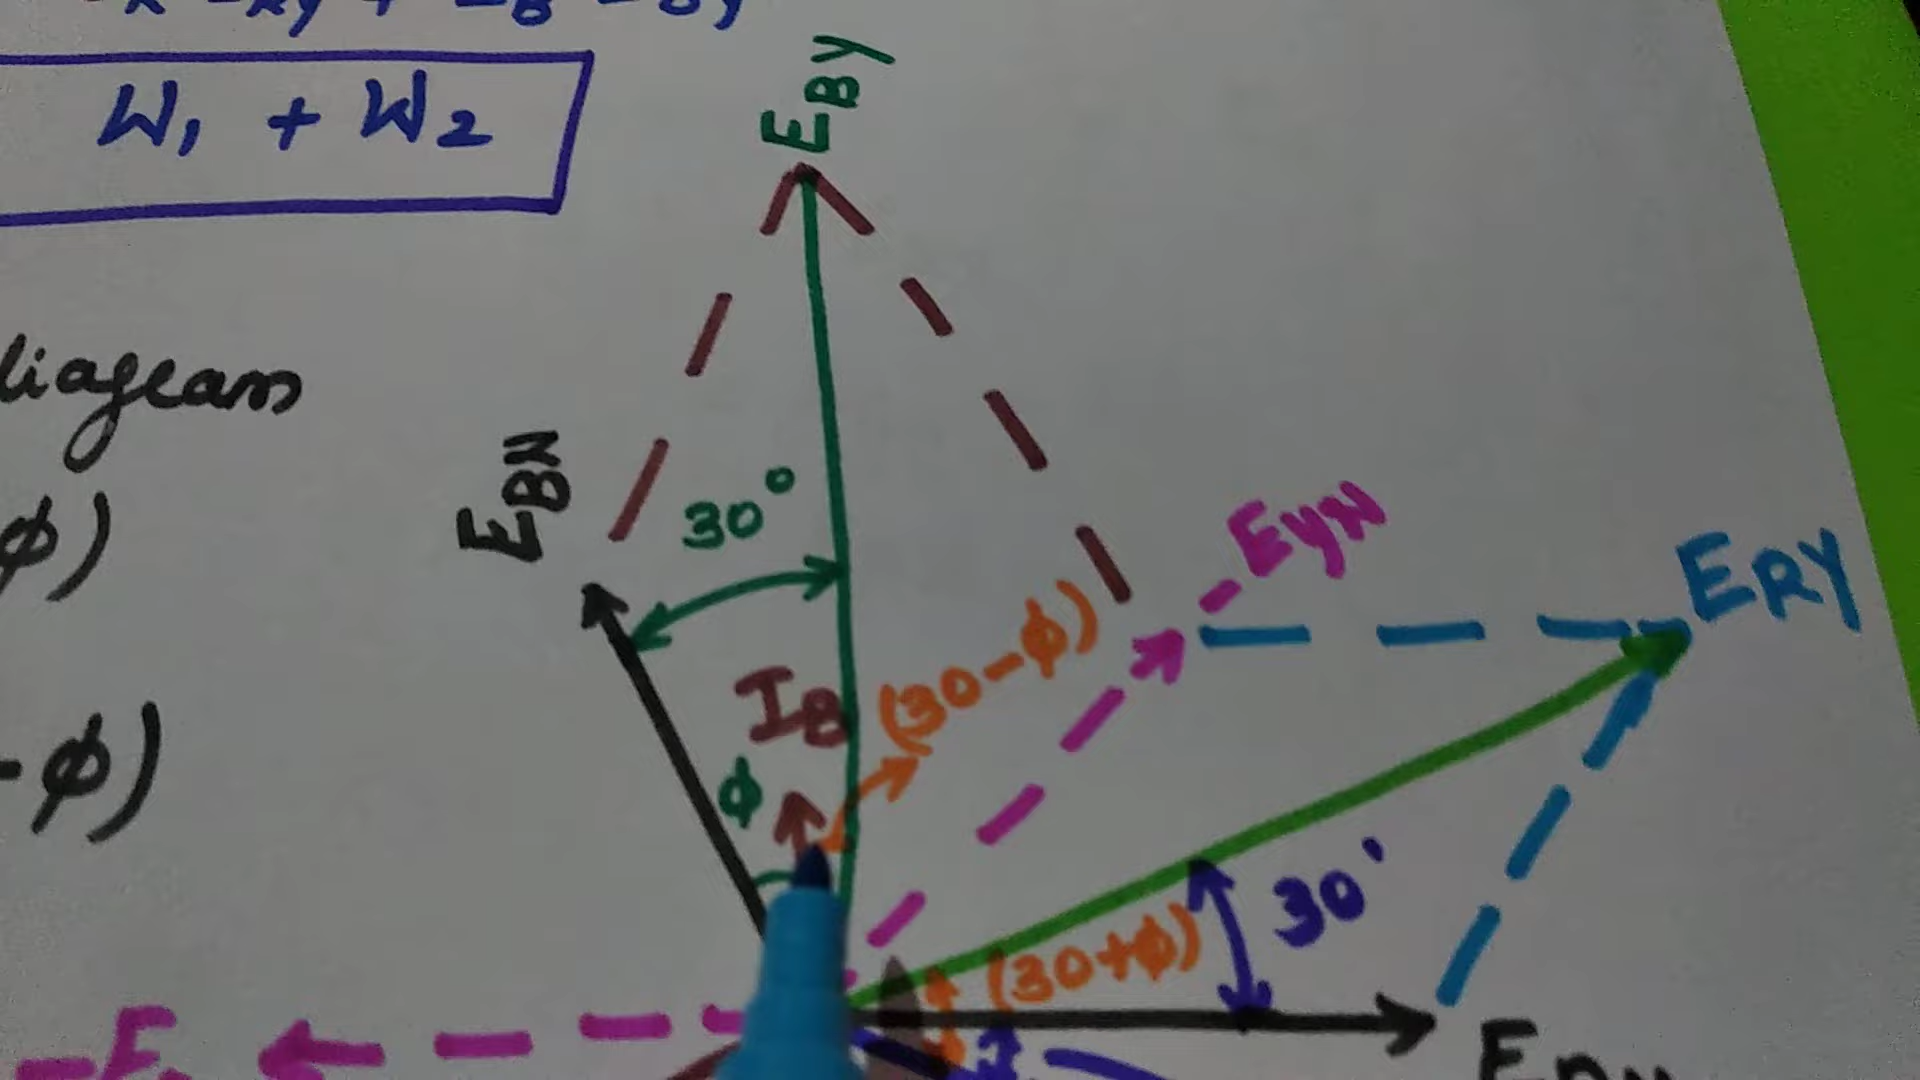 W₁ + W₂
E_BY
diagram
E_BN
30°
E_YN
E_RY
φ)
(30-φ)
I_B
φ
-φ)
30°
(30+φ)